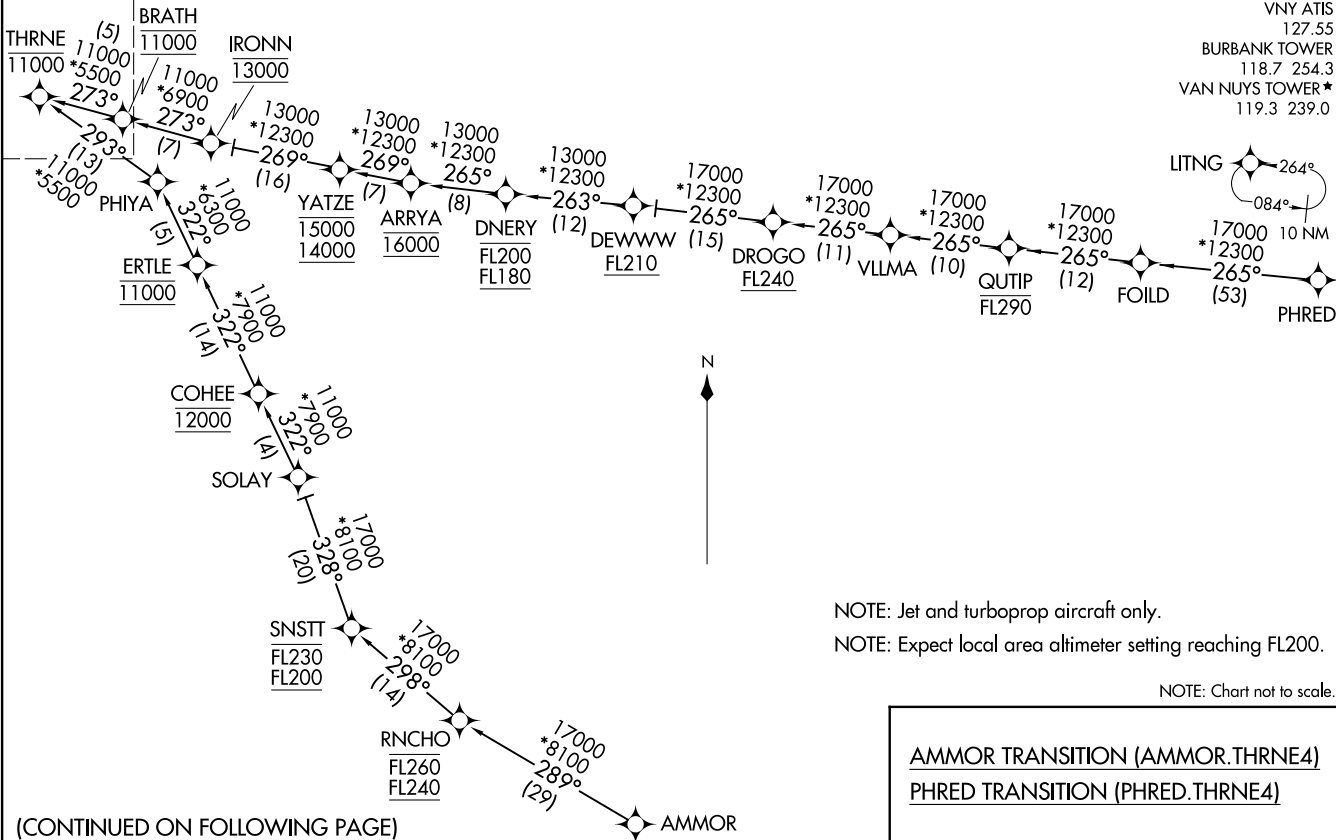 VNY ATIS
127.55
BURBANK TOWER
118.7 254.3
VAN NUYS TOWER★
119.3 239.0
THRNE
11000
(5)
11000
*5500
273°
BRATH
11000
11000
*6900
273°
(7)
IRONN
13000
13000
*12300
269°
(16)
YATZE
15000
14000
13000
*12300
269°
(7)
ARRYA
16000
13000
*12300
265°
(8)
DNERY
FL200
FL180
13000
*12300
263°
(12)
DEWWW
FL210
17000
*12300
265°
(15)
DROGO
FL240
17000
*12300
265°
(11)
VLLMA
17000
*12300
265°
(10)
QUTIP
FL290
17000
*12300
265°
(12)
FOILD
17000
*12300
265°
(53)
PHRED
LITNG
264°
084°
10 NM
293°
(13)
11000
*5500
PHIYA
11000
*6300
322°
(5)
ERTLE
11000
11000
*7900
322°
(14)
COHEE
12000
11000
*7900
322°
(4)
SOLAY
17000
*8100
328°
(20)
SNSTT
FL230
FL200
17000
*8100
298°
(14)
RNCHO
FL260
FL240
17000
*8100
289°
(29)
AMMOR
N
NOTE: Jet and turboprop aircraft only.
NOTE: Expect local area altimeter setting reaching FL200.
NOTE: Chart not to scale.
AMMOR TRANSITION (AMMOR.THRNE4)
PHRED TRANSITION (PHRED.THRNE4)
(CONTINUED ON FOLLOWING PAGE)